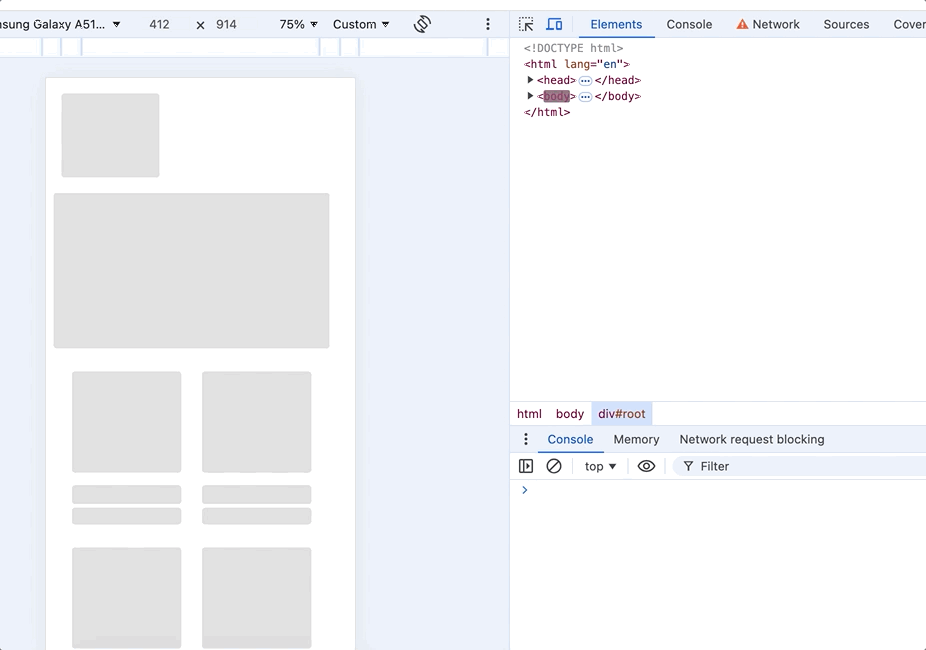 nsung Galaxy A51... ▼ 412 × 914 75% ▼ Custom ▼
Elements Console Network Sources Cover
<!DOCTYPE html>
<html lang="en">
▶ <head> ⋯ </head>
▶ <body> ⋯ </body>
</html>
html body div#root
Console Memory Network request blocking
top ▼ Filter
>